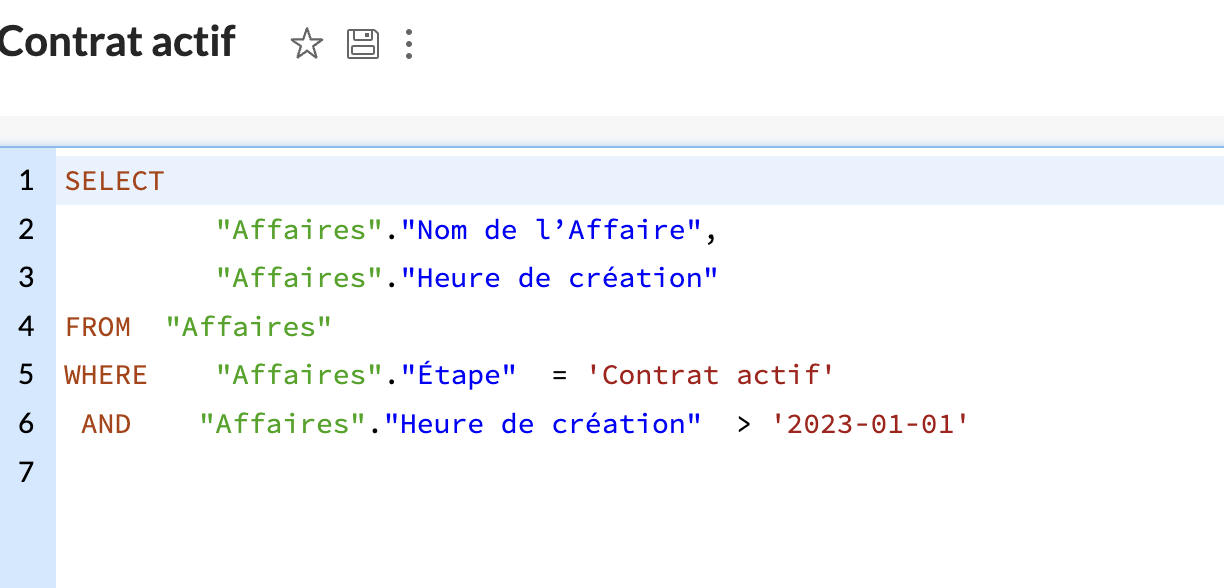 Contrat actif
1 SELECT
2 "Affaires"."Nom de l’Affaire",
3 "Affaires"."Heure de création"
4 FROM "Affaires"
5 WHERE "Affaires"."Étape" = 'Contrat actif'
6 AND "Affaires"."Heure de création" > '2023-01-01'
7